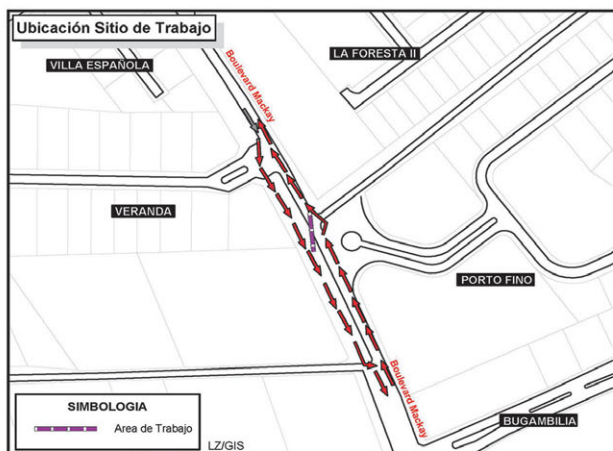 Ubicación Sitio de Trabajo
VILLA ESPAÑOLA
LA FORESTA II
Boulevard Mackay
VERANDA
PORTO FINO
Boulevard Mackay
BUGAMBILIA
SIMBOLOGIA
Area de Trabajo
LZ/GIS